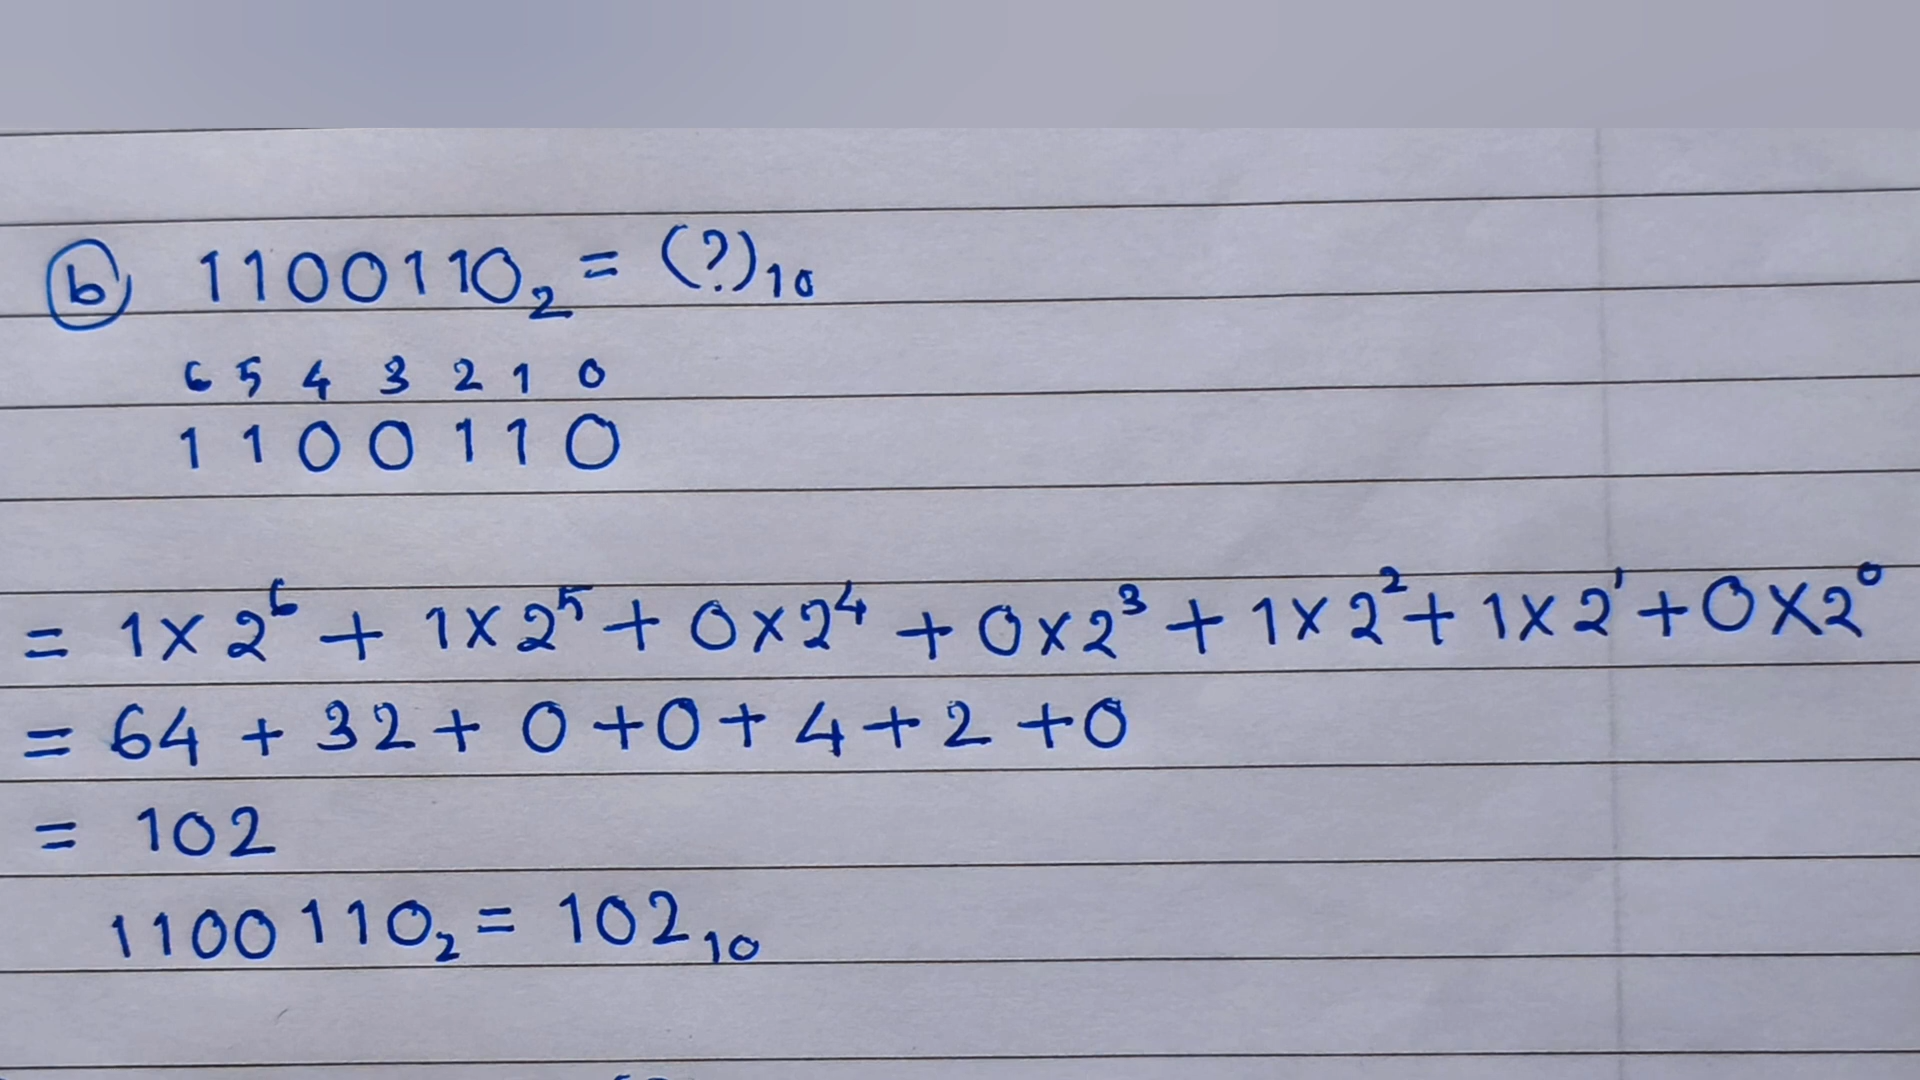 (b) 1100110₂ = (?)₁₀
6 5 4 3 2 1 0
1 1 0 0 1 1 0
= 1×2⁶ + 1×2⁵ + 0×2⁴ + 0×2³ + 1×2² + 1×2¹ + 0×2⁰
= 64 + 32 + 0 + 0 + 4 + 2 + 0
= 102
1100110₂ = 102₁₀